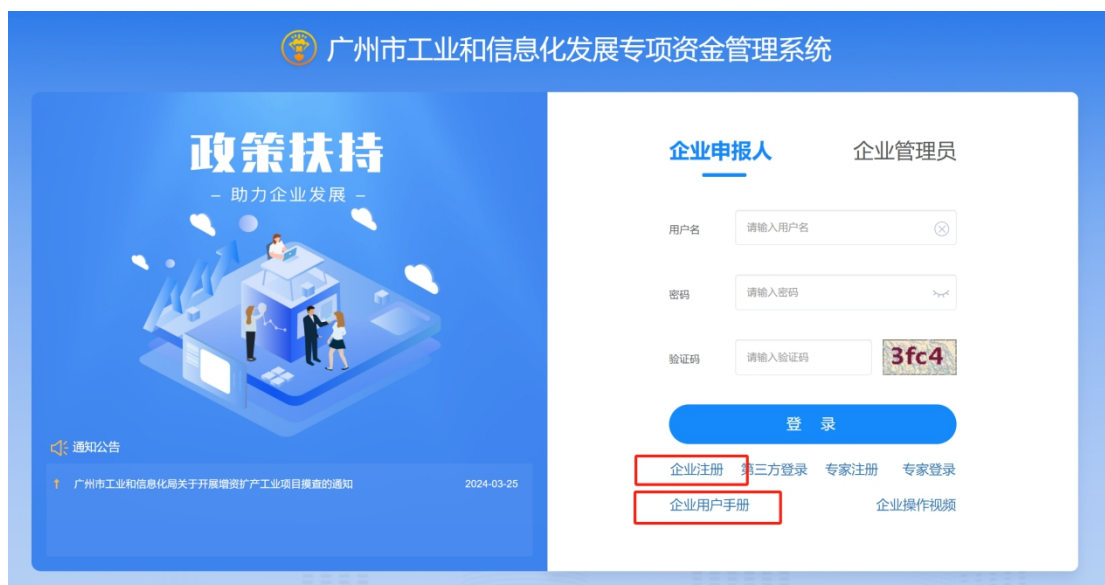 广州市工业和信息化发展专项资金管理系统
政策扶持
– 助力企业发展 –
通知公告
广州市工业和信息化局关于开展增资扩产工业项目摸查的通知 2024-03-25
企业申报人 企业管理员
用户名 请输入用户名
密码 请输入密码
验证码 请输入验证码 3fc4
登 录
企业注册 第三方登录 专家注册 专家登录
企业用户手册 企业操作视频